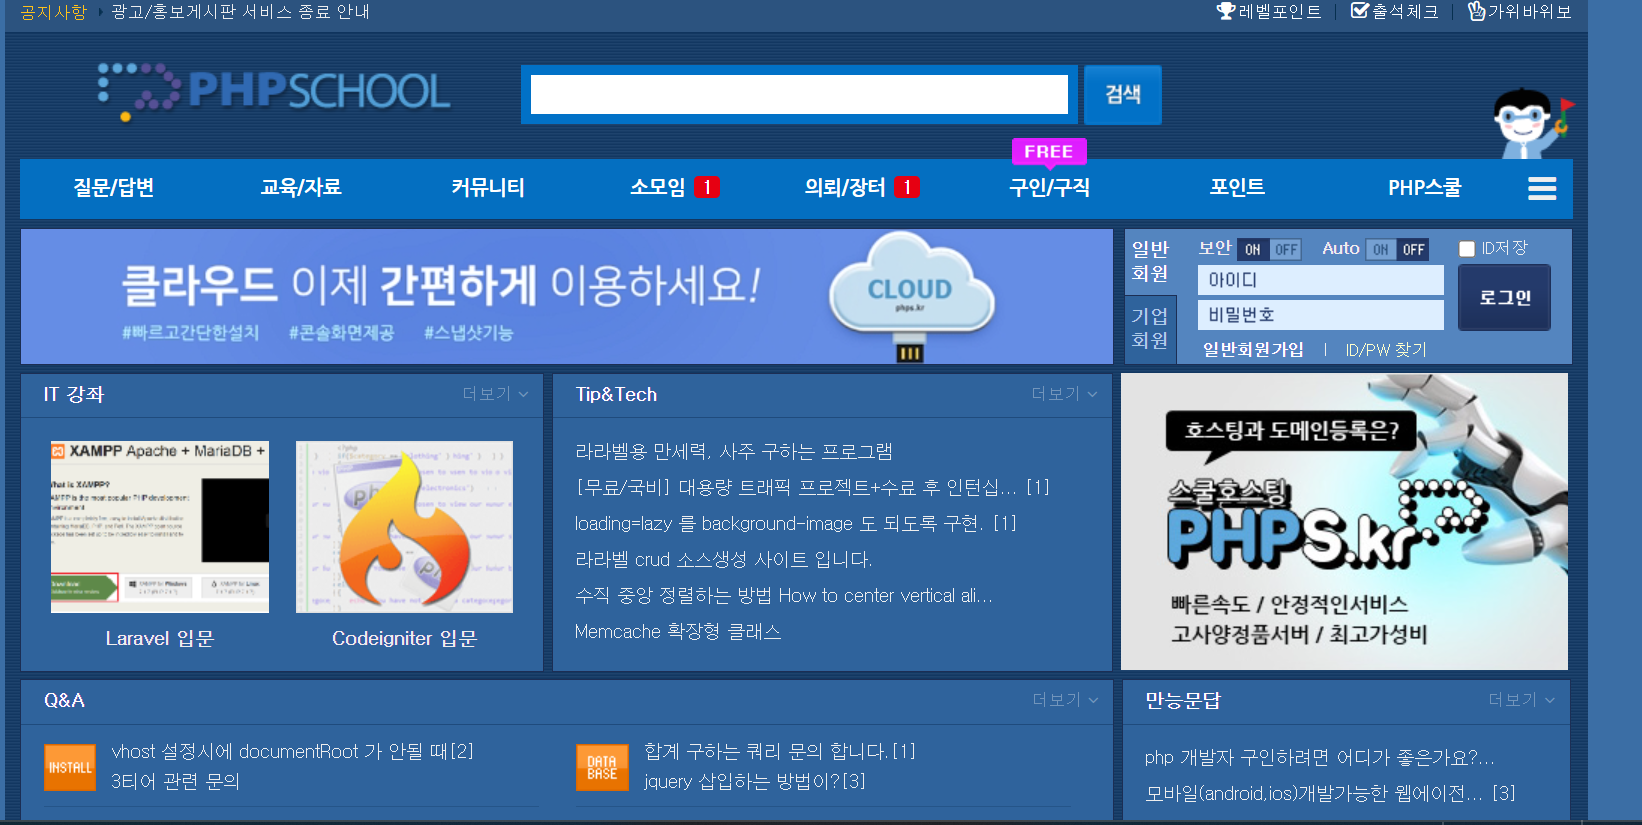 공지사항 광고/홍보게시판 서비스 종료 안내
레벨포인트 출석체크 가위바위보
PHPSCHOOL
검색
FREE
질문/답변 교육/자료 커뮤니티 소모임 1 의뢰/장터 1 구인/구직 포인트 PHP스쿨
클라우드 이제 간편하게 이용하세요!
#빠르고간단한설치 #콘솔화면제공 #스냅샷기능
CLOUD
phps.kr
일반 회원
보안 ON OFF Auto ON OFF ID저장
아이디
비밀번호
로그인
기업 회원
일반회원가입 | ID/PW 찾기
IT 강좌 더보기
XAMPP Apache + MariaDB +
What is XAMPP?
Laravel 입문
php
Codeigniter 입문
Tip&Tech 더보기
라라벨용 만세력, 사주 구하는 프로그램
[무료/국비] 대용량 트래픽 프로젝트+수료 후 인턴십... [1]
loading=lazy 를 background-image 도 되도록 구현. [1]
라라벨 crud 소스생성 사이트 입니다.
수직 중앙 정렬하는 방법 How to center vertical ali...
Memcache 확장형 클래스
호스팅과 도메인등록은?
스쿨호스팅
PHPS.kr
빠른속도 / 안정적인서비스
고사양정품서버 / 최고가성비
Q&A 더보기
INSTALL
vhost 설정시에 documentRoot 가 안될 때[2]
3티어 관련 문의
DATA
BASE
합계 구하는 쿼리 문의 합니다.[1]
jquery 삽입하는 방법이?[3]
만능문답 더보기
php 개발자 구인하려면 어디가 좋은가요?...
모바일(android,ios)개발가능한 웹에이전... [3]